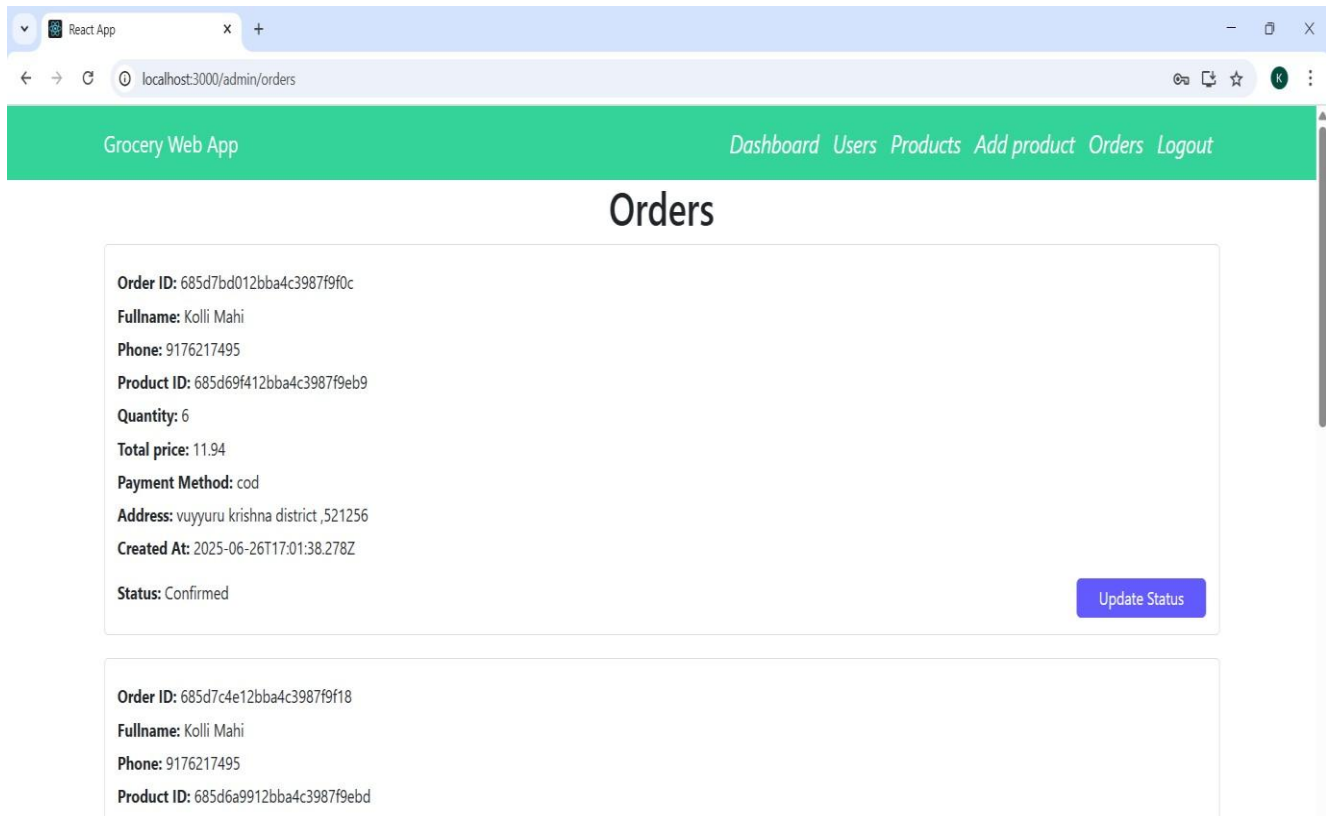 React App
localhost:3000/admin/orders
K
Grocery Web App
Dashboard Users Products Add product Orders Logout
Orders
Order ID: 685d7bd012bba4c3987f9f0c
Fullname: Kolli Mahi
Phone: 9176217495
Product ID: 685d69f412bba4c3987f9eb9
Quantity: 6
Total price: 11.94
Payment Method: cod
Address: vuyyuru krishna district ,521256
Created At: 2025-06-26T17:01:38.278Z
Status: Confirmed
Update Status
Order ID: 685d7c4e12bba4c3987f9f18
Fullname: Kolli Mahi
Phone: 9176217495
Product ID: 685d6a9912bba4c3987f9ebd